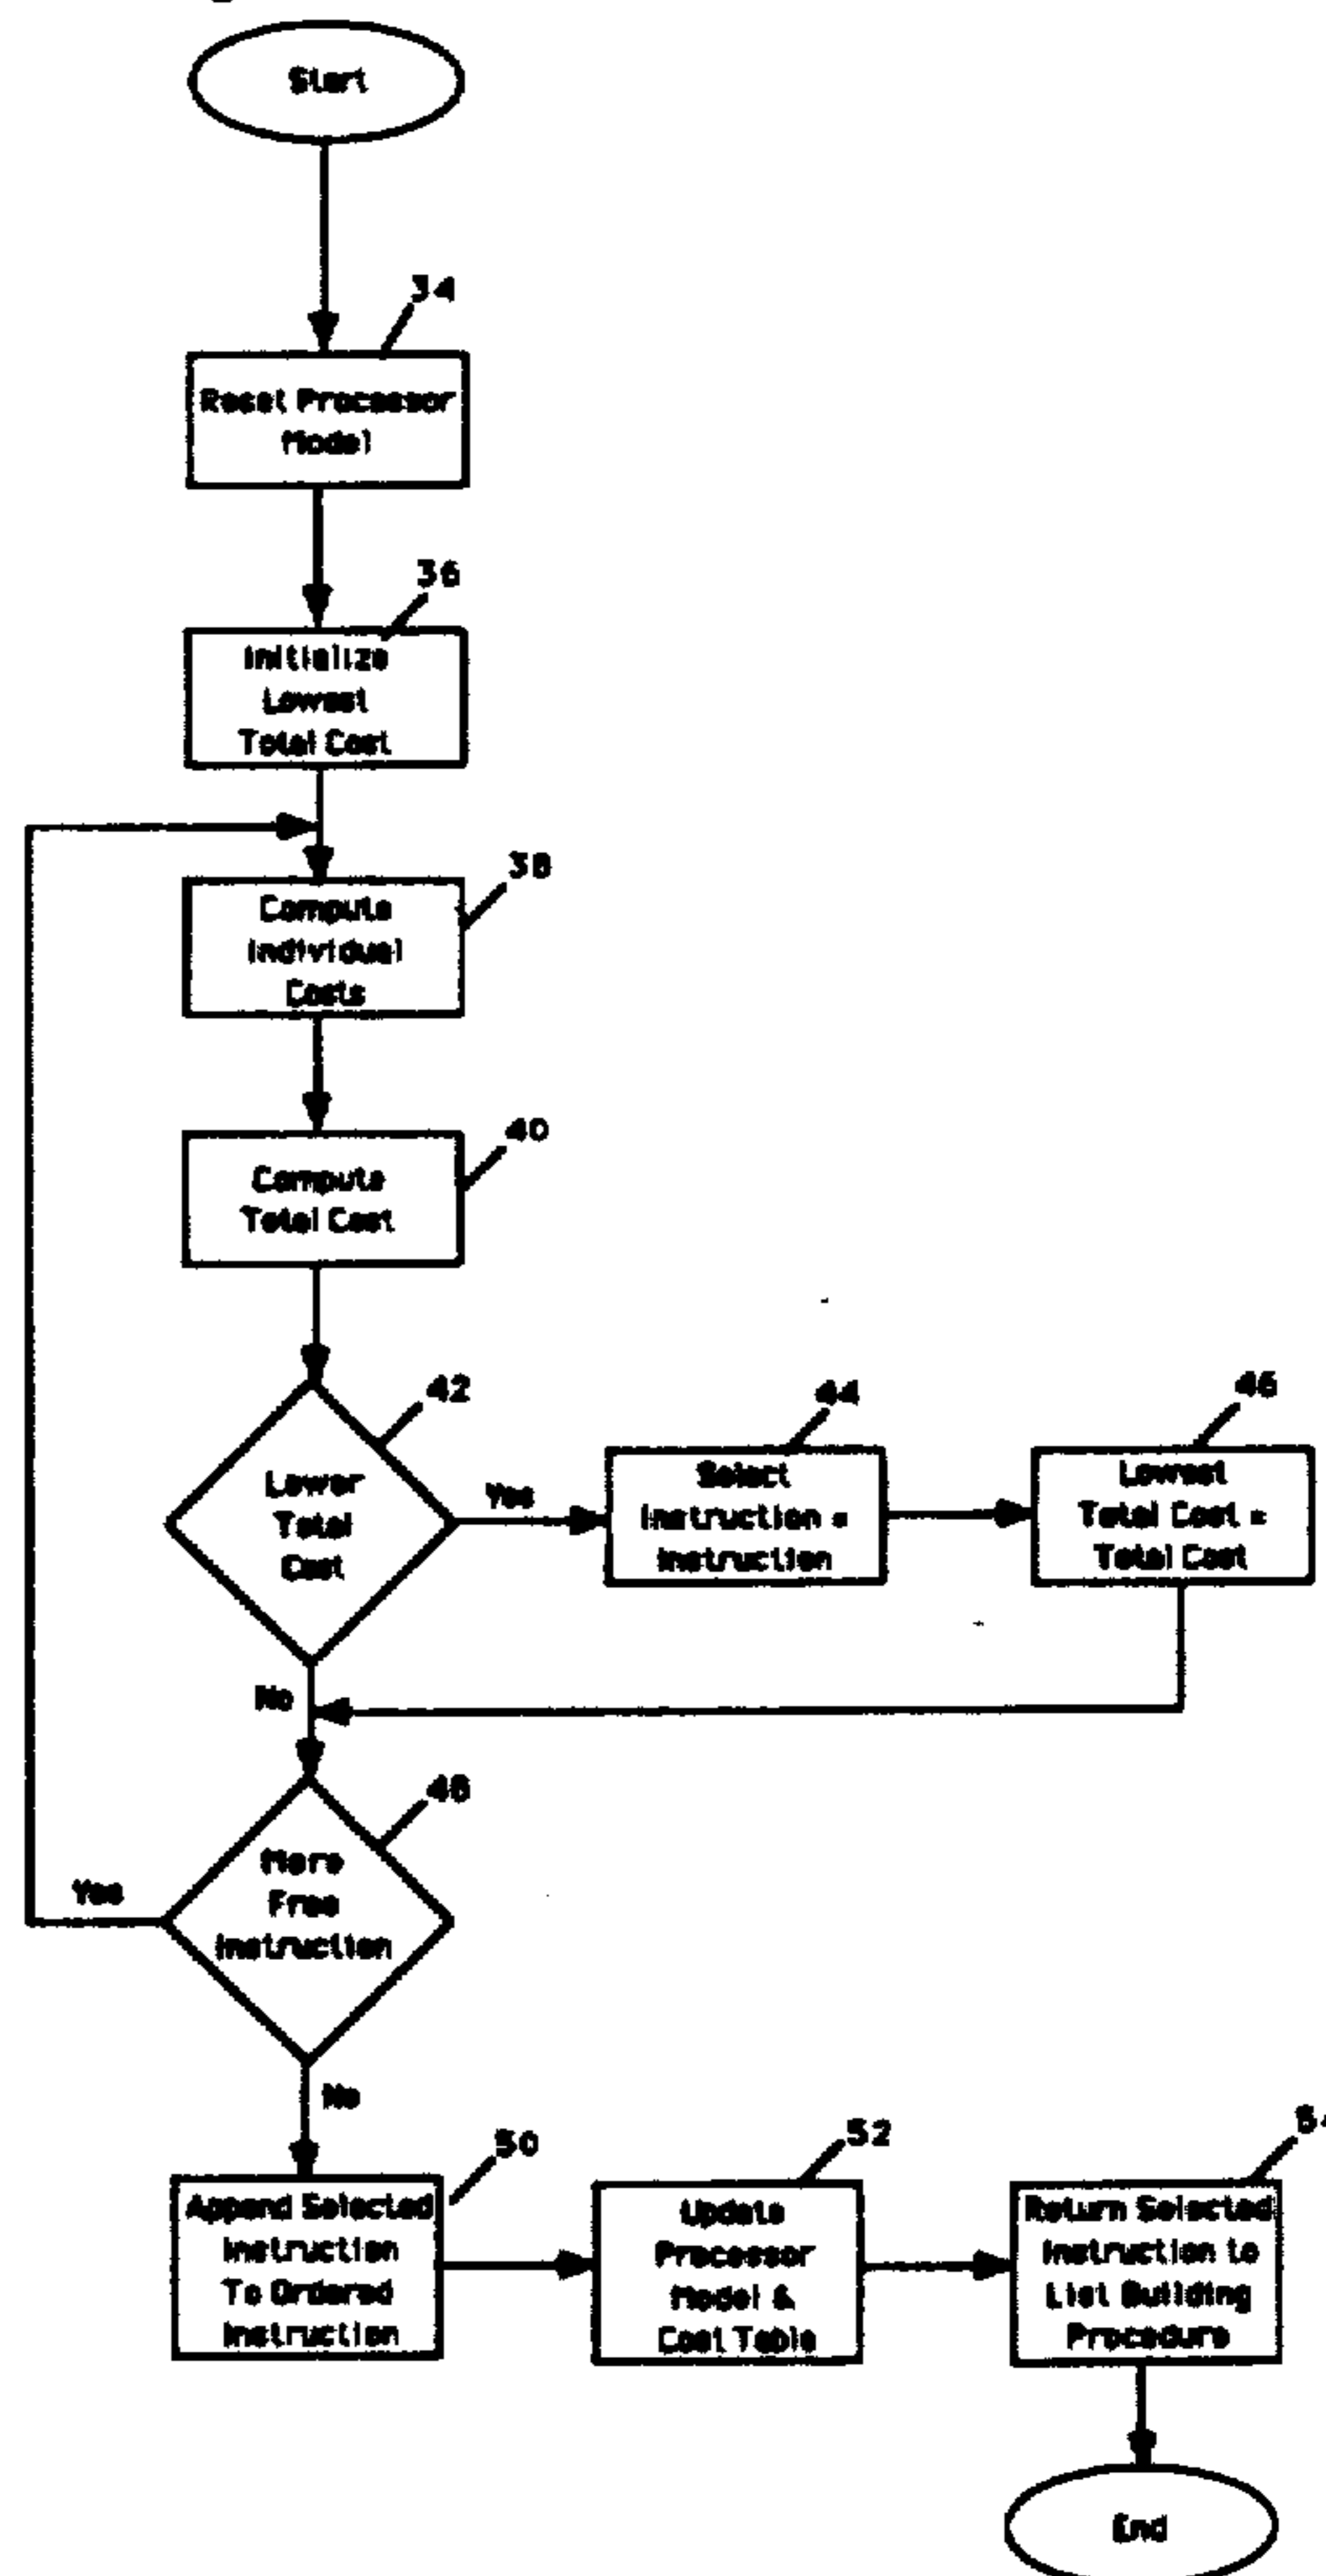 Start
34
Reset Processor
Model
36
Initialize
Lowest
Total Cost
38
Compute
Individual
Costs
40
Compute
Total Cost
42
Lower
Total
Cost
Yes
44
Select
Instruction =
Instruction
46
Lowest
Total Cost =
Total Cost
No
48
More
Free
Instruction
Yes
No
50
Append Selected
Instruction
To Ordered
Instruction
52
Update
Processor
Model &
Cost Table
54
Return Selected
Instruction to
List Building
Procedure
End